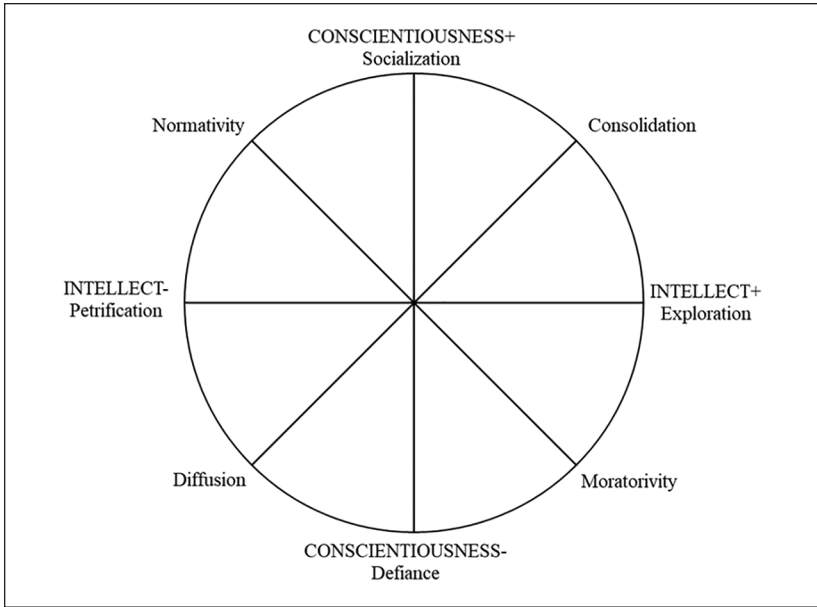 CONSCIENTIOUSNESS+
Socialization
Normativity
Consolidation
INTELLECT-
Petrification
INTELLECT+
Exploration
Diffusion
Moratorivity
CONSCIENTIOUSNESS-
Defiance